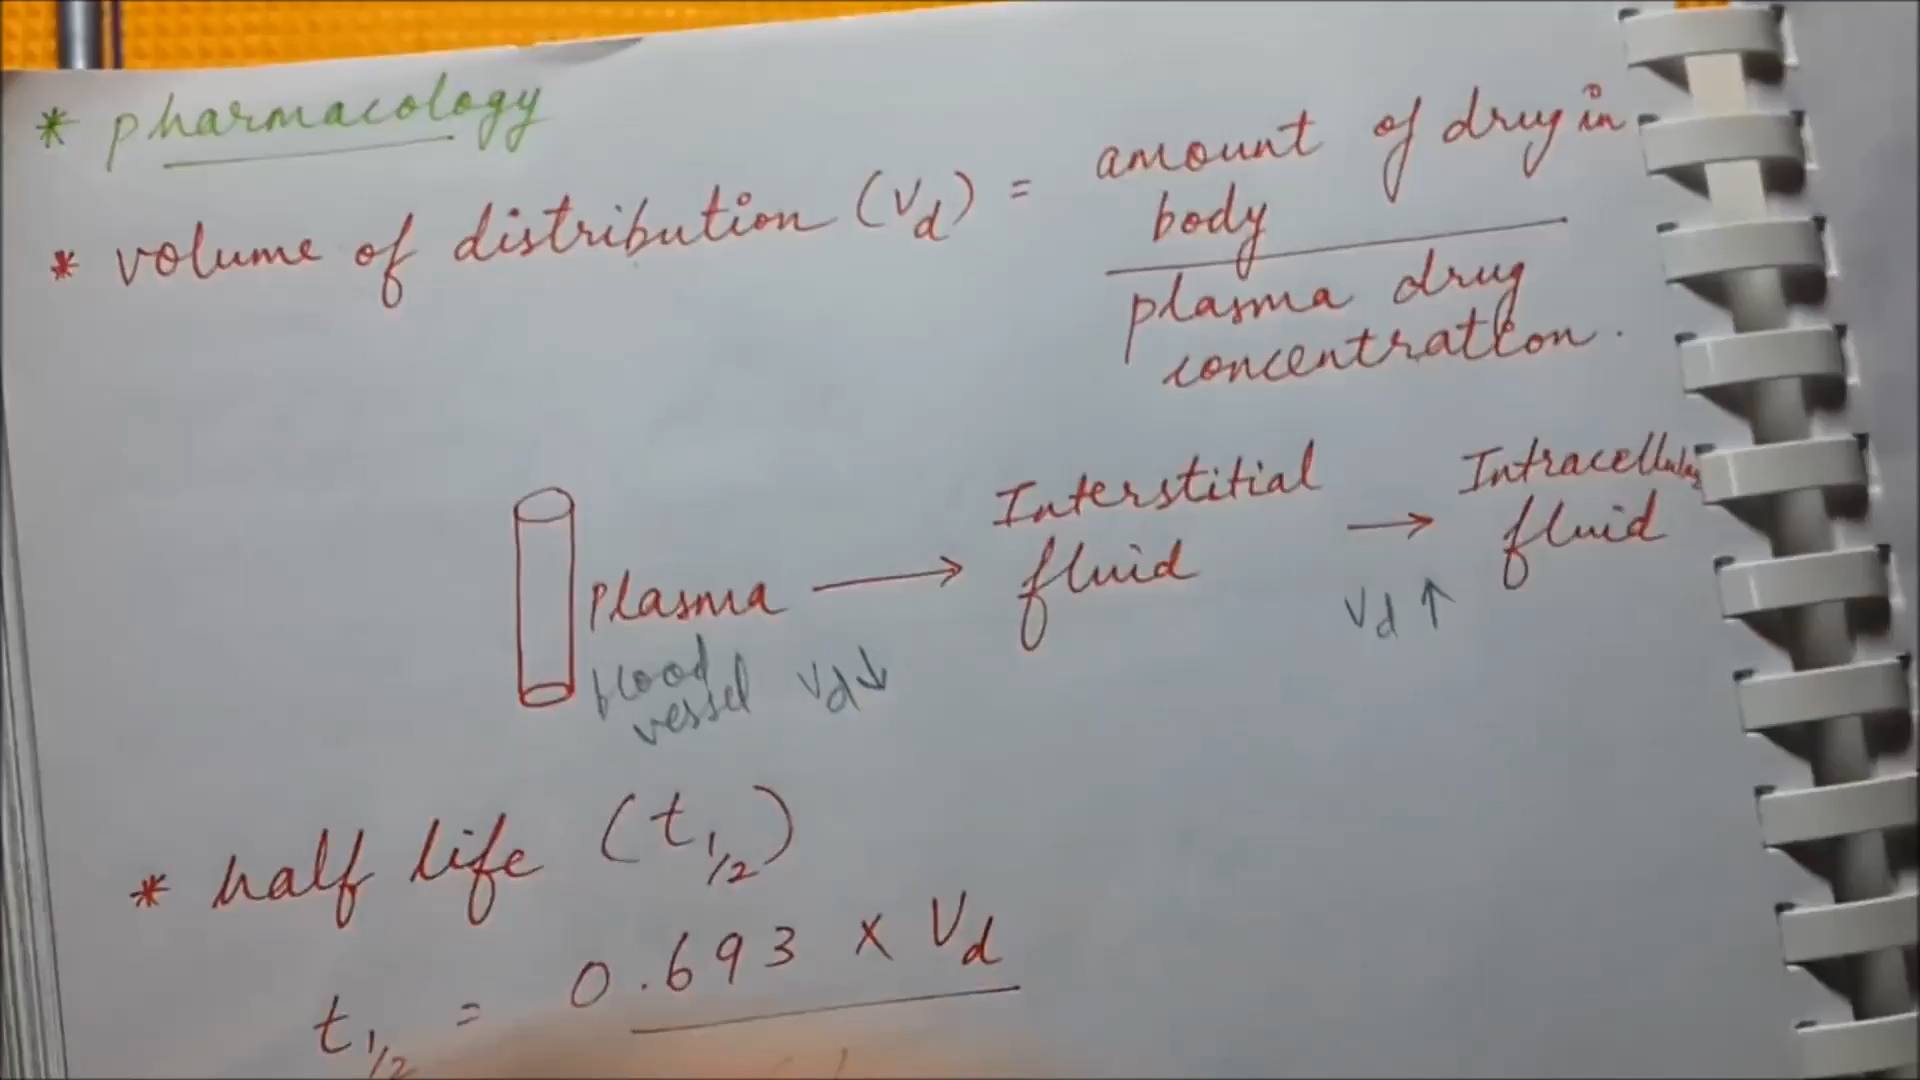 * pharmacology
* volume of distribution (Vd) = amount of drug in
body
plasma drug
concentration.
Plasma → Interstitial
fluid → Intracellular
fluid
blood
vessel Vd↓
Vd ↑
* half life (t1/2)
t1/2 = 0.693 x Vd